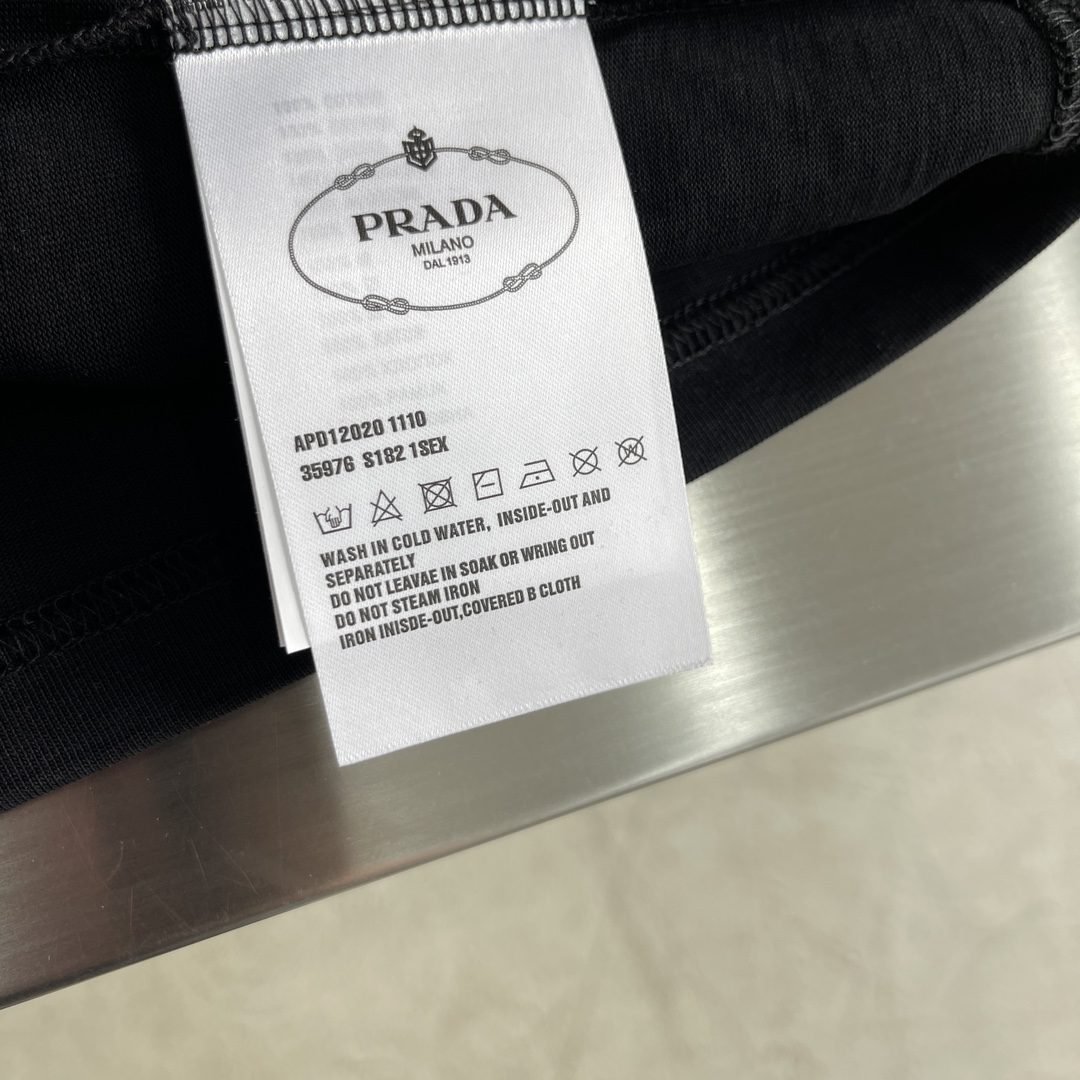 PRADA
MILANO
DAL 1913
APD12020 1110
35976 S182 1SEX
WASH IN COLD WATER, INSIDE-OUT AND
SEPARATELY
DO NOT LEAVAE IN SOAK OR WRING OUT
DO NOT STEAM IRON
IRON INISDE-OUT,COVERED B CLOTH